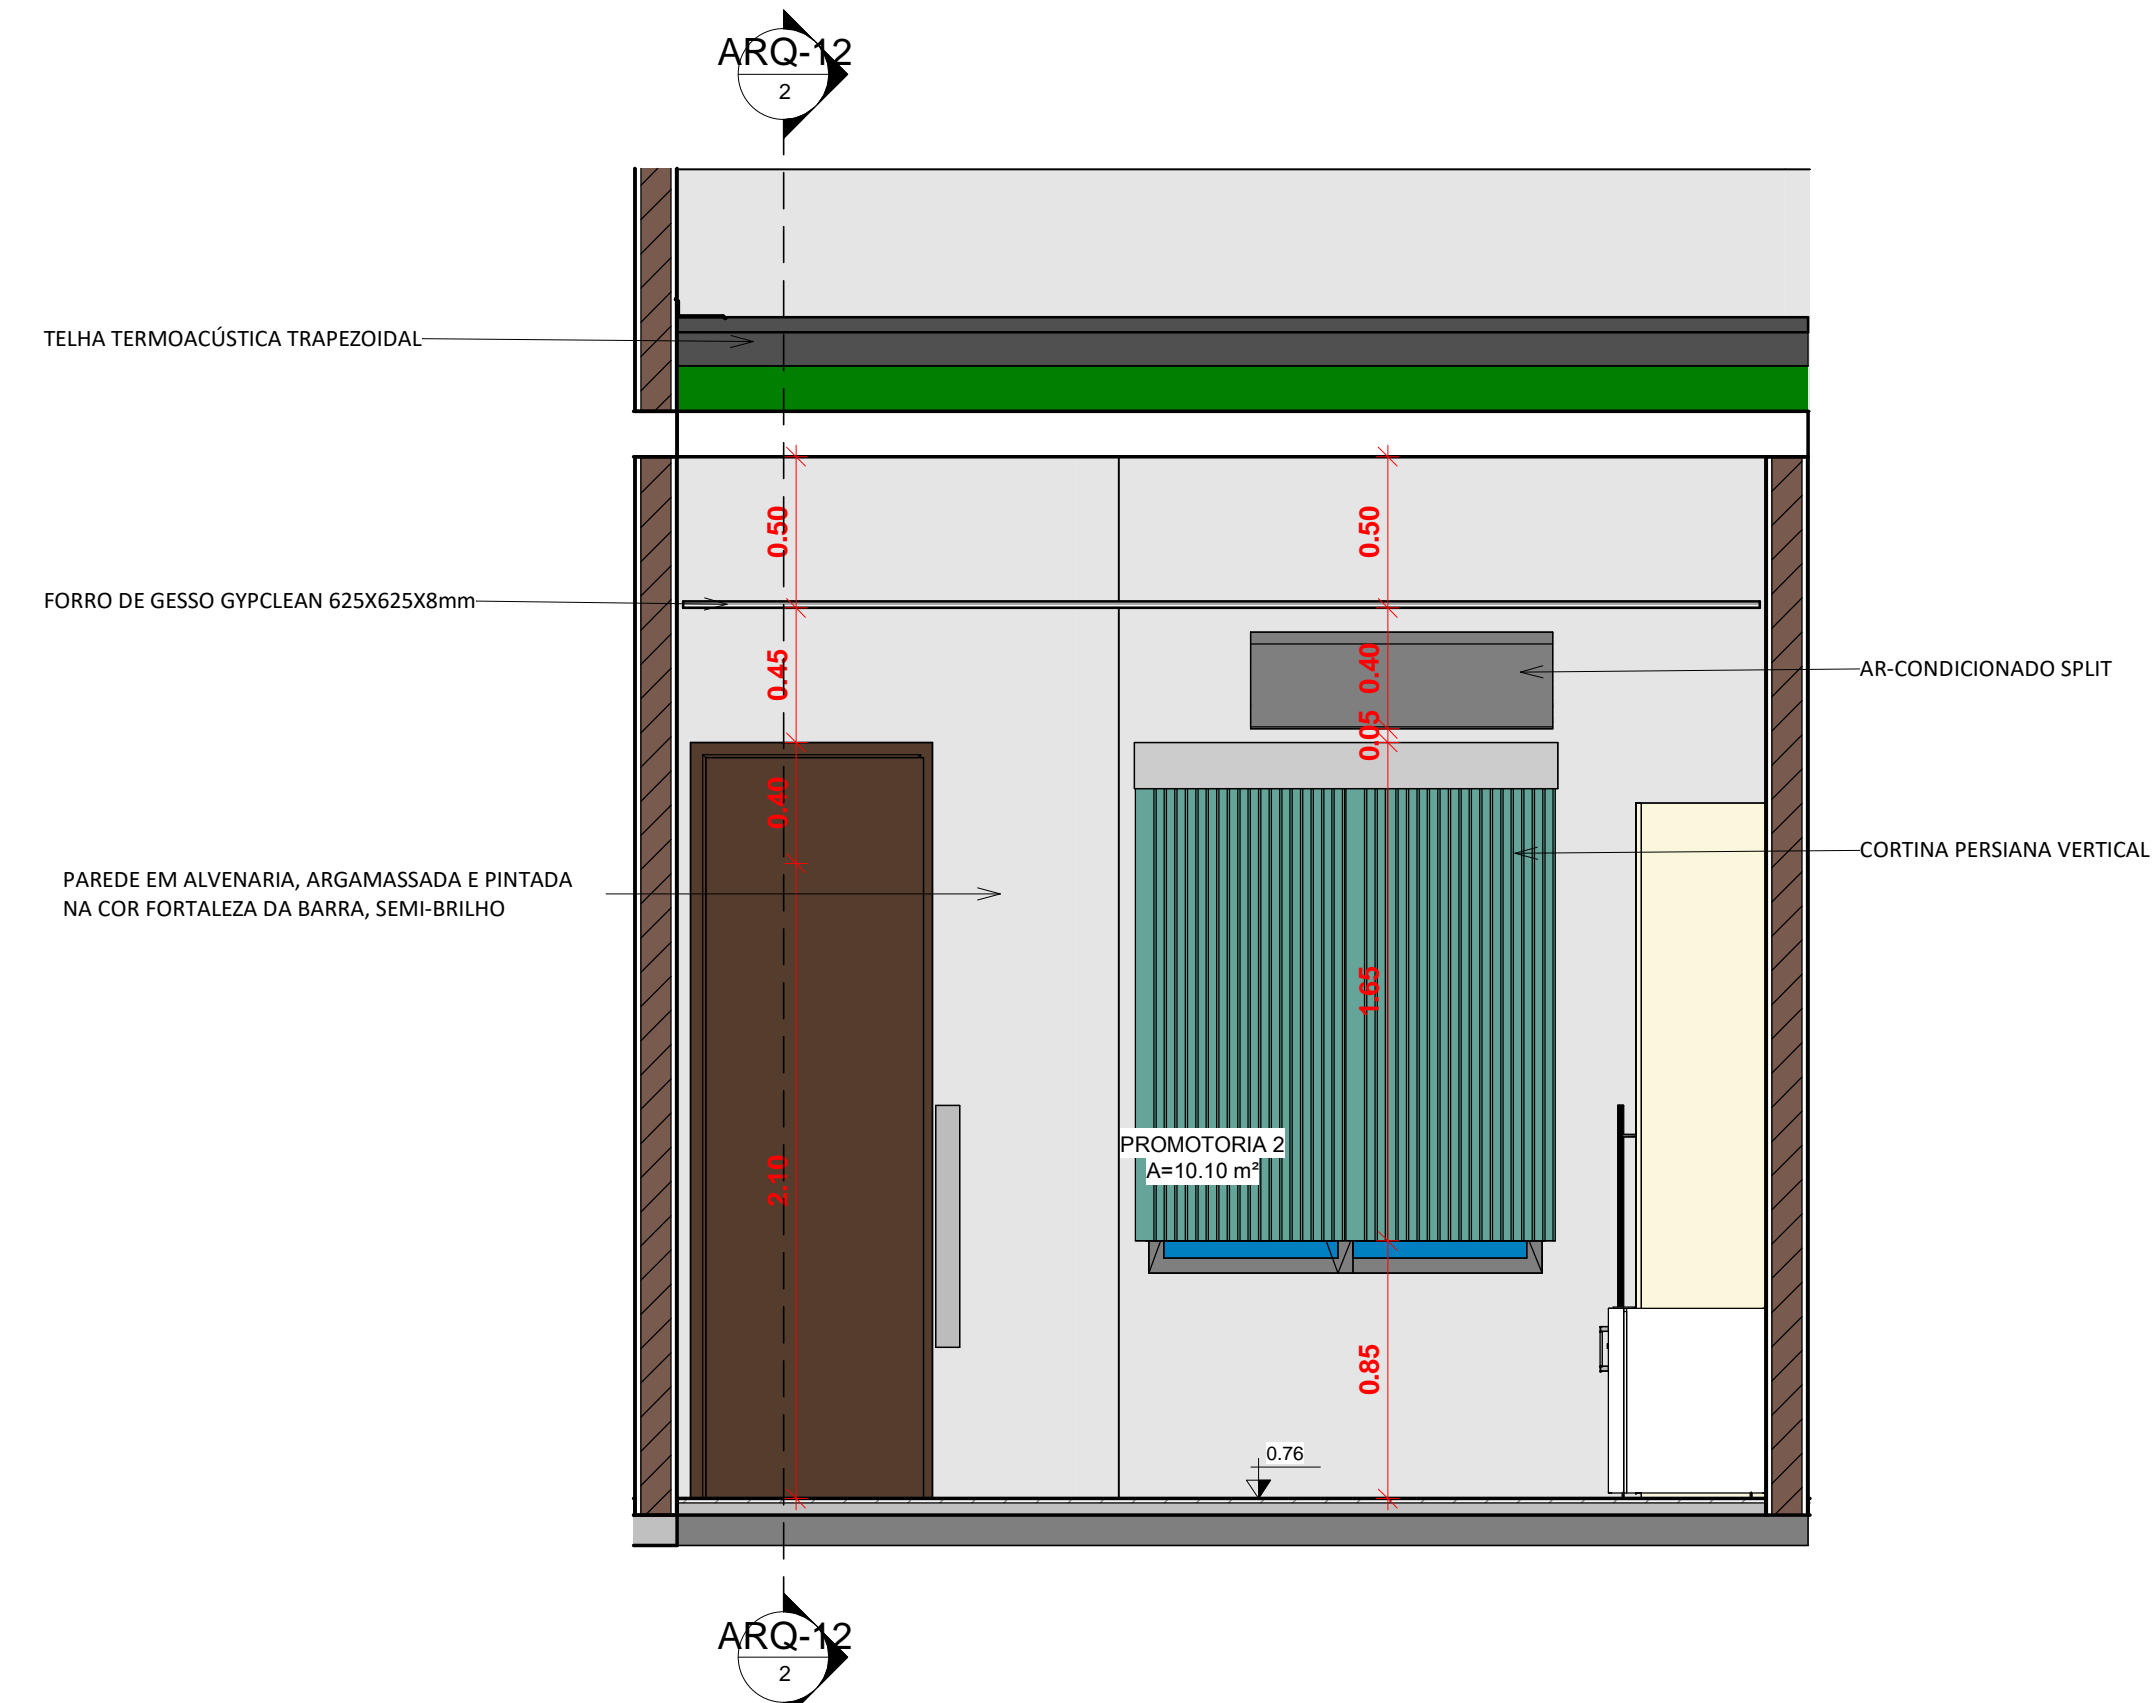 ARQ-12
2
TELHA TERMOACÚSTICA TRAPEZOIDAL
0.50
0.50
FORRO DE GESSO GYPCLEAN 625X625X8mm
0.45
0.40
AR-CONDICIONADO SPLIT
0.05
0.40
CORTINA PERSIANA VERTICAL
PAREDE EM ALVENARIA, ARGAMASSADA E PINTADA
NA COR FORTALEZA DA BARRA, SEMI-BRILHO
1.65
PROMOTORIA 2
A=10.10 m²
2.10
0.85
0.76
ARQ-12
2